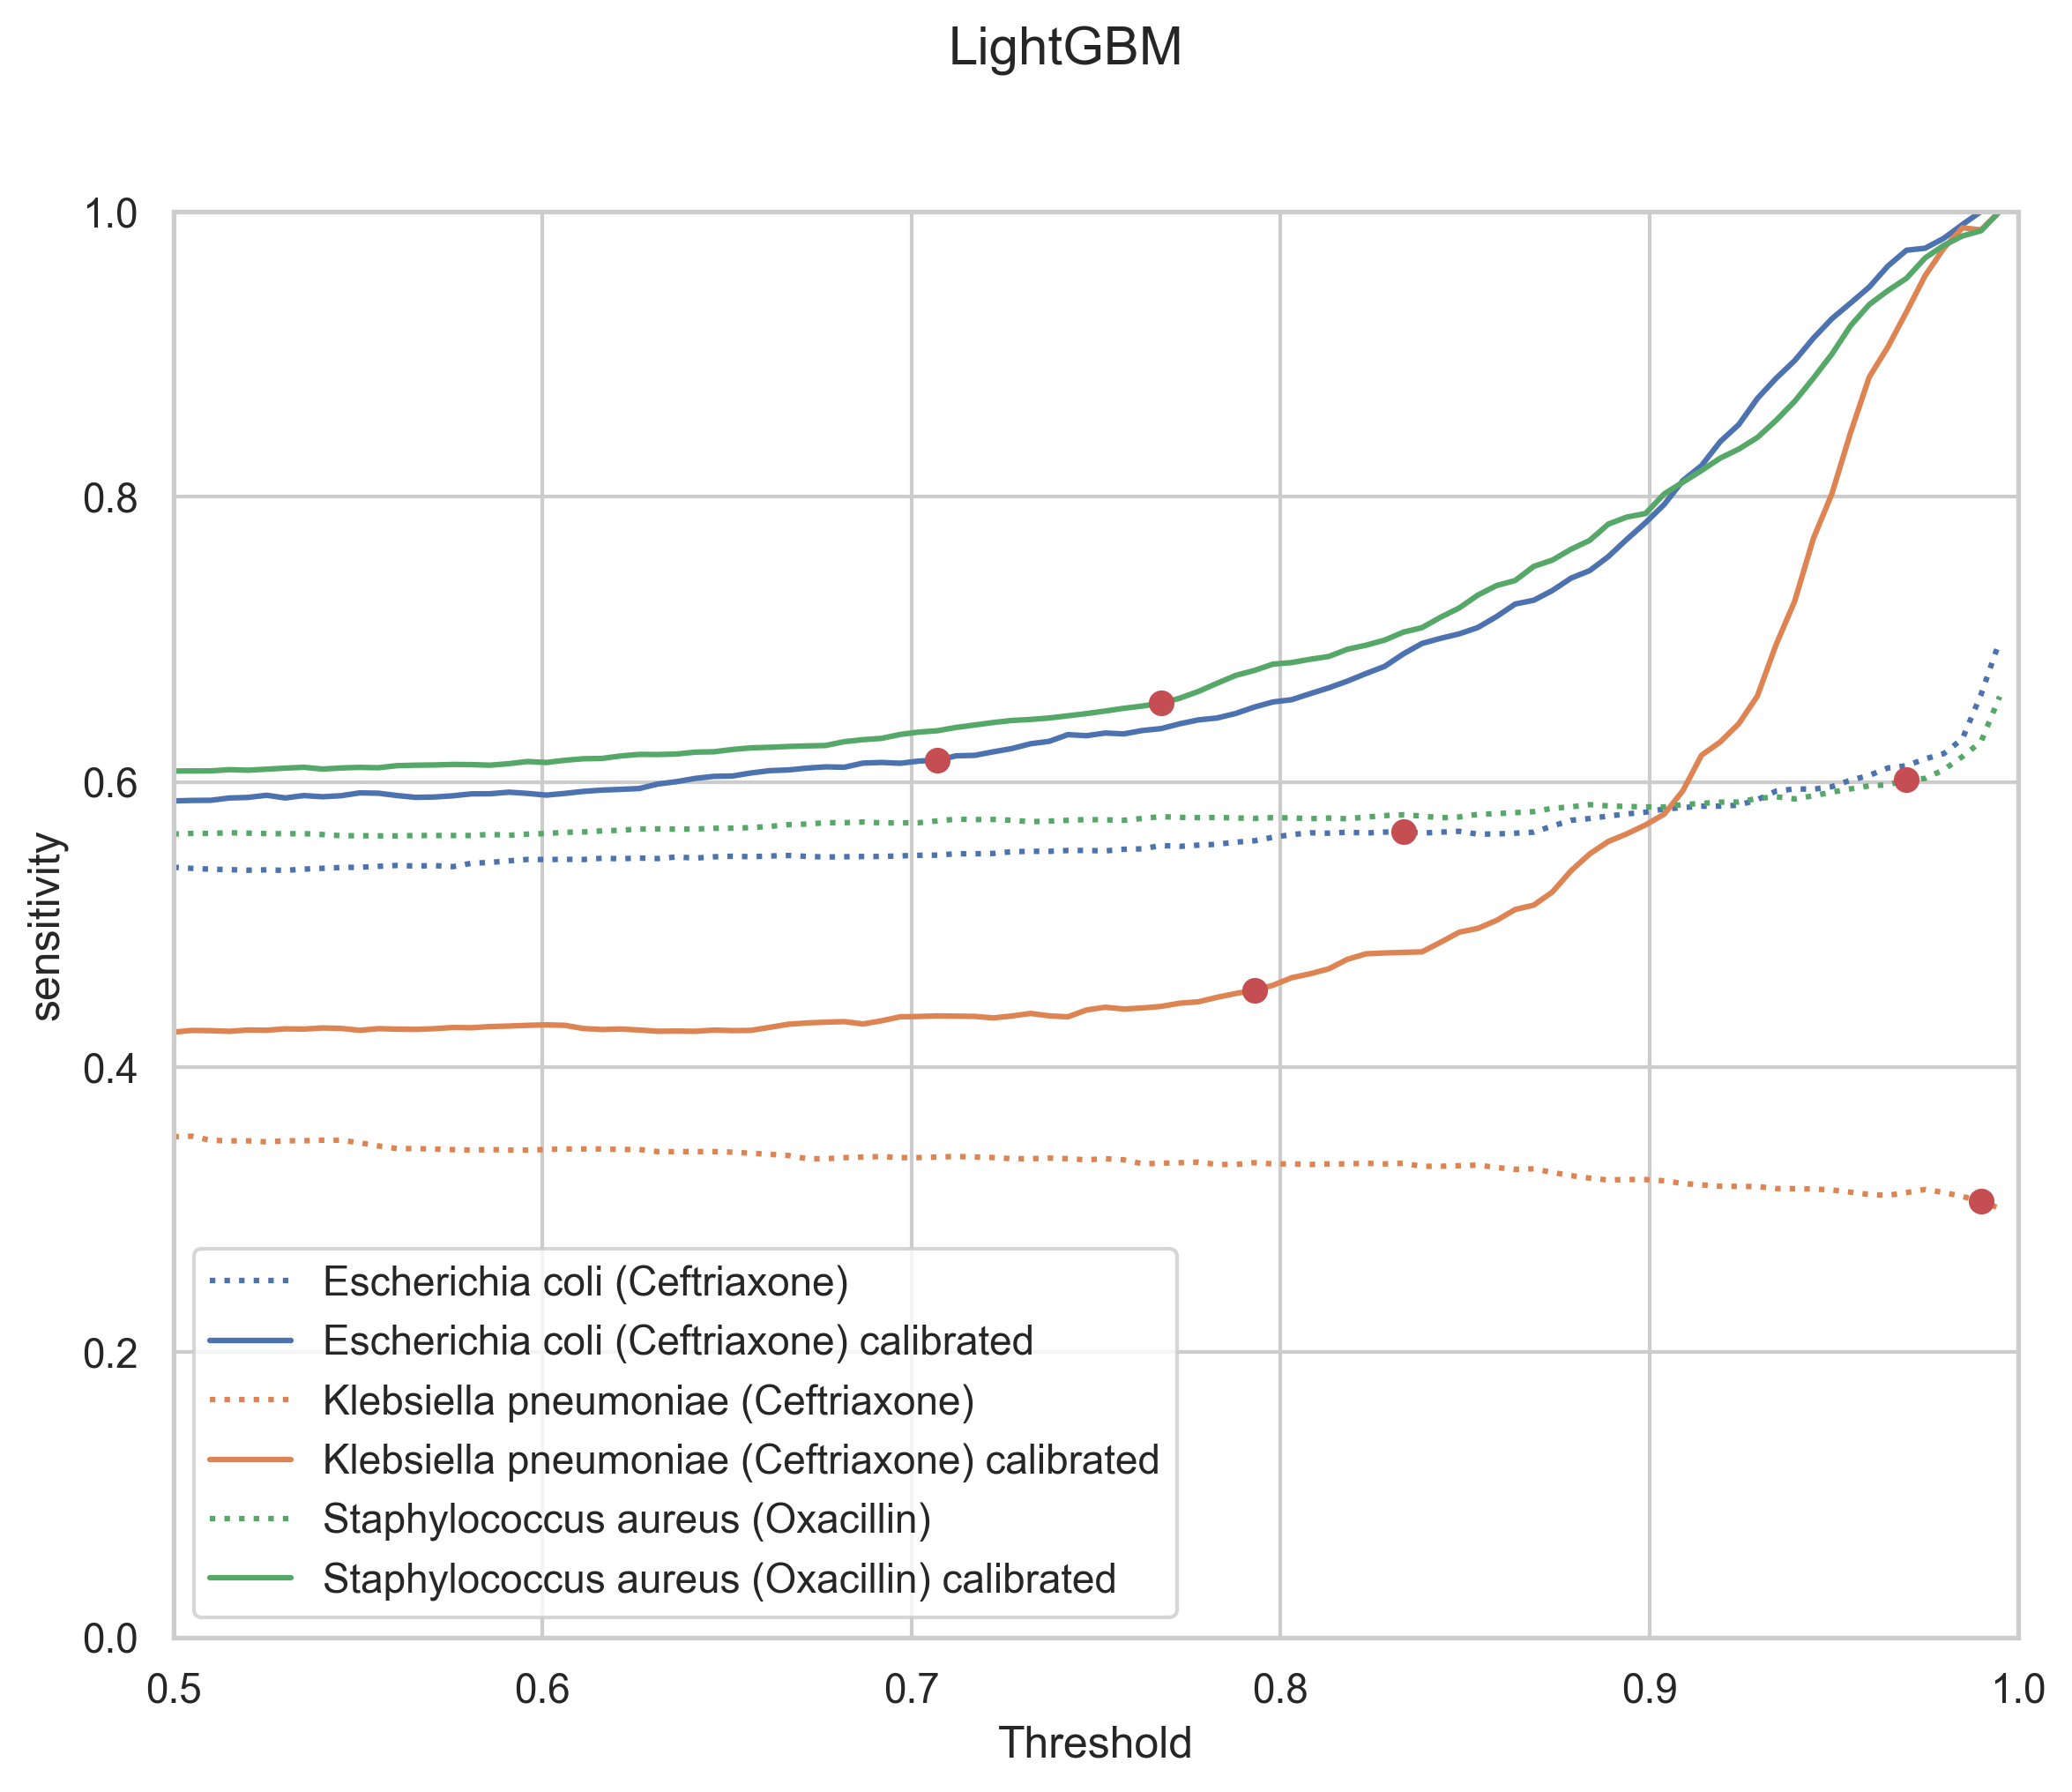 LightGBM
1.0
0.8
0.6
0.4
0.2
0.0
sensitivity
Escherichia coli (Ceftriaxone)
Escherichia coli (Ceftriaxone) calibrated
Klebsiella pneumoniae (Ceftriaxone)
Klebsiella pneumoniae (Ceftriaxone) calibrated
Staphylococcus aureus (Oxacillin)
Staphylococcus aureus (Oxacillin) calibrated
0.5 0.6 0.7 0.8 0.9 1.0
Threshold